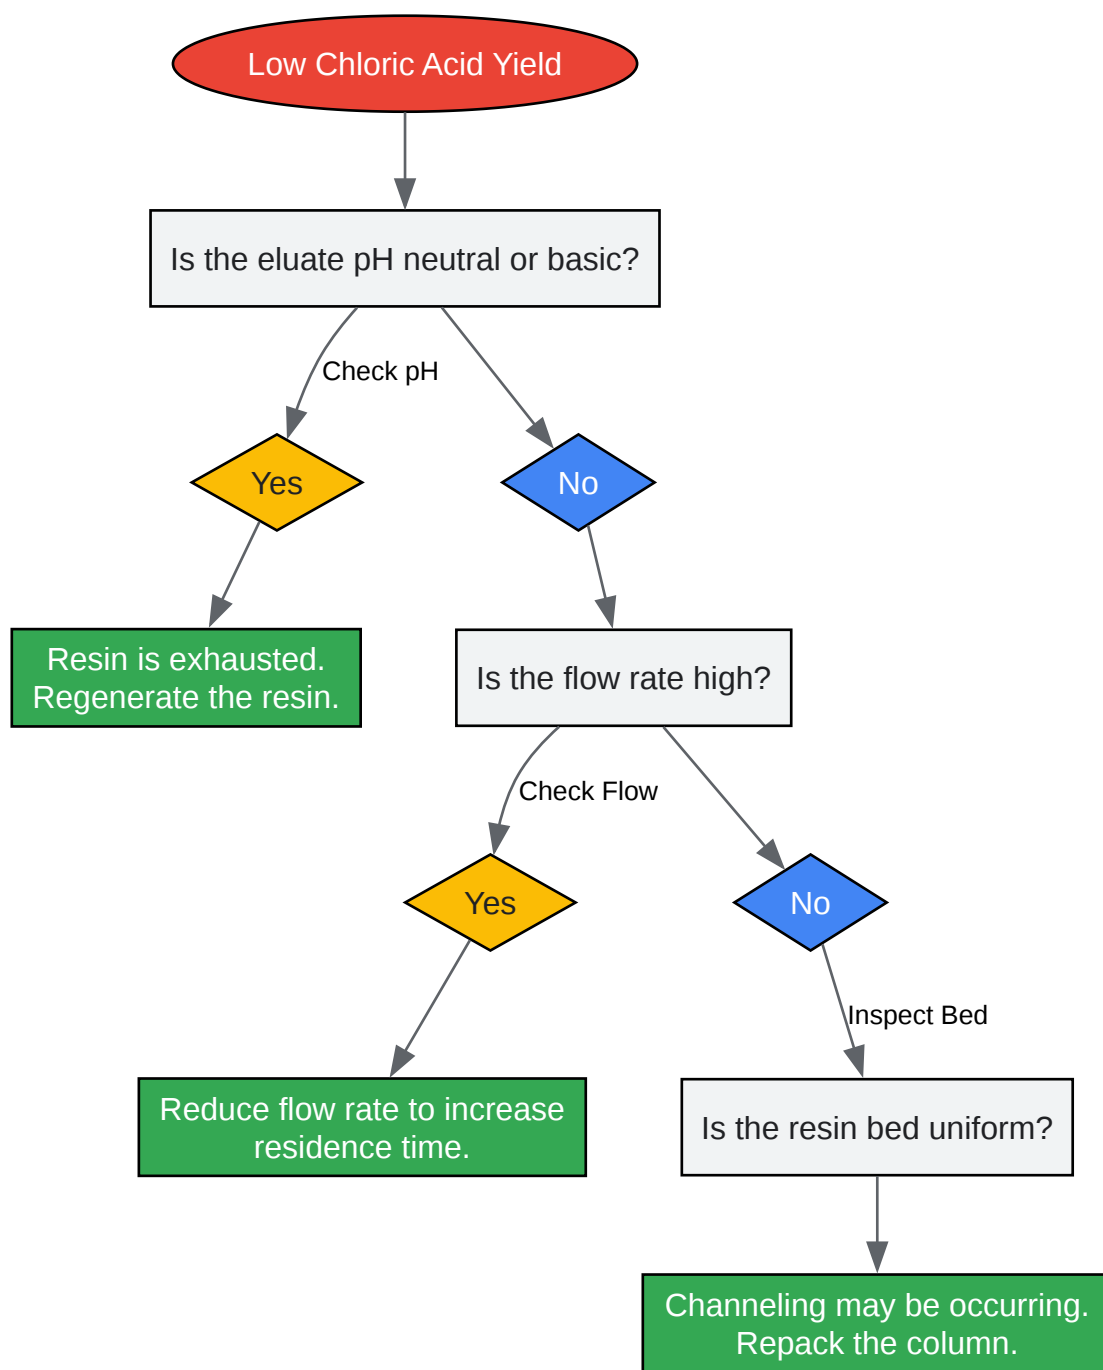 Low Chloric Acid Yield
Is the eluate pH neutral or basic?
Check pH
Yes
No
Resin is exhausted.
Regenerate the resin.
Is the flow rate high?
Check Flow
Yes
No
Inspect Bed
Reduce flow rate to increase
residence time.
Is the resin bed uniform?
Channeling may be occurring.
Repack the column.